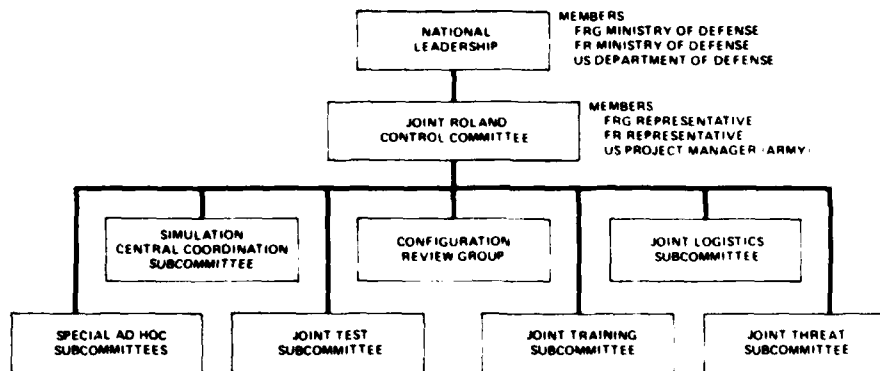 NATIONAL
LEADERSHIP
MEMBERS
FRG MINISTRY OF DEFENSE
FR MINISTRY OF DEFENSE
US DEPARTMENT OF DEFENSE
JOINT ROLAND
CONTROL COMMITTEE
MEMBERS
FRG REPRESENTATIVE
FR REPRESENTATIVE
US PROJECT MANAGER (ARMY)
SIMULATION
CENTRAL COORDINATION
SUBCOMMITTEE
CONFIGURATION
REVIEW GROUP
JOINT LOGISTICS
SUBCOMMITTEE
SPECIAL AD HOC
SUBCOMMITTEES
JOINT TEST
SUBCOMMITTEE
JOINT TRAINING
SUBCOMMITTEE
JOINT THREAT
SUBCOMMITTEE